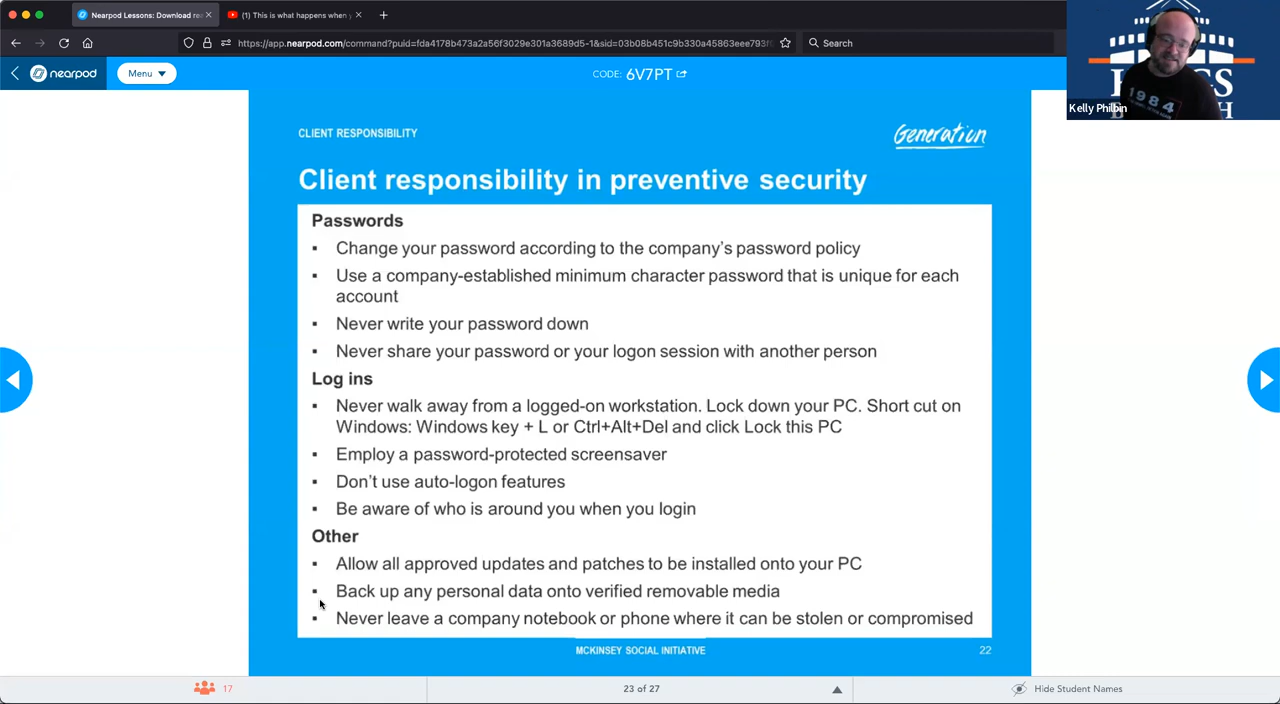 Nearpod Lessons: Download rea
(1) This is what happens when y
https://app.nearpod.com/command?puid=fda4178b473a2a56f3029e301a3689d5-1&sid=03b08b451c9b330a45863eee793f
Search
nearpod
Menu
CODE: 6V7PT
1984
Kelly Philbin
CLIENT RESPONSIBILITY
Generation
Client responsibility in preventive security
Passwords
▪ Change your password according to the company's password policy
▪ Use a company-established minimum character password that is unique for each
account
▪ Never write your password down
▪ Never share your password or your logon session with another person
Log ins
▪ Never walk away from a logged-on workstation. Lock down your PC. Short cut on
Windows: Windows key + L or Ctrl+Alt+Del and click Lock this PC
▪ Employ a password-protected screensaver
▪ Don't use auto-logon features
▪ Be aware of who is around you when you login
Other
▪ Allow all approved updates and patches to be installed onto your PC
▪ Back up any personal data onto verified removable media
▪ Never leave a company notebook or phone where it can be stolen or compromised
MCKINSEY SOCIAL INITIATIVE
22
17
23 of 27
Hide Student Names